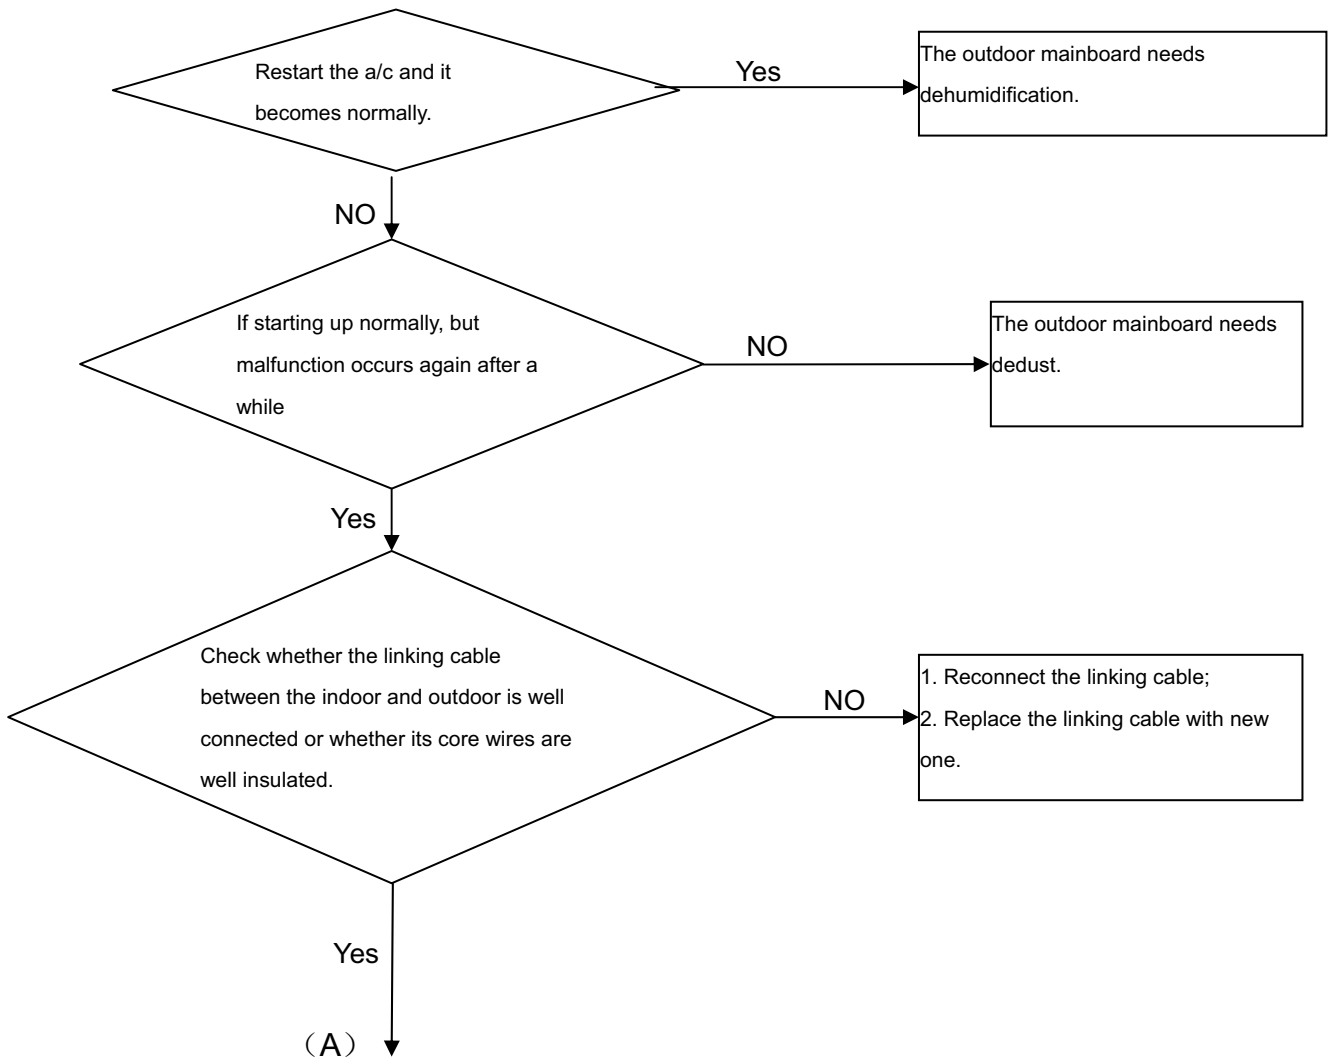 Restart the a/c and it
becomes normally.
Yes
The outdoor mainboard needs
dehumidification.
NO
If starting up normally, but
malfunction occurs again after a
while
NO
The outdoor mainboard needs
dedust.
Yes
Check whether the linking cable
between the indoor and outdoor is well
connected or whether its core wires are
well insulated.
NO
1. Reconnect the linking cable;
2. Replace the linking cable with new
one.
Yes
（A）